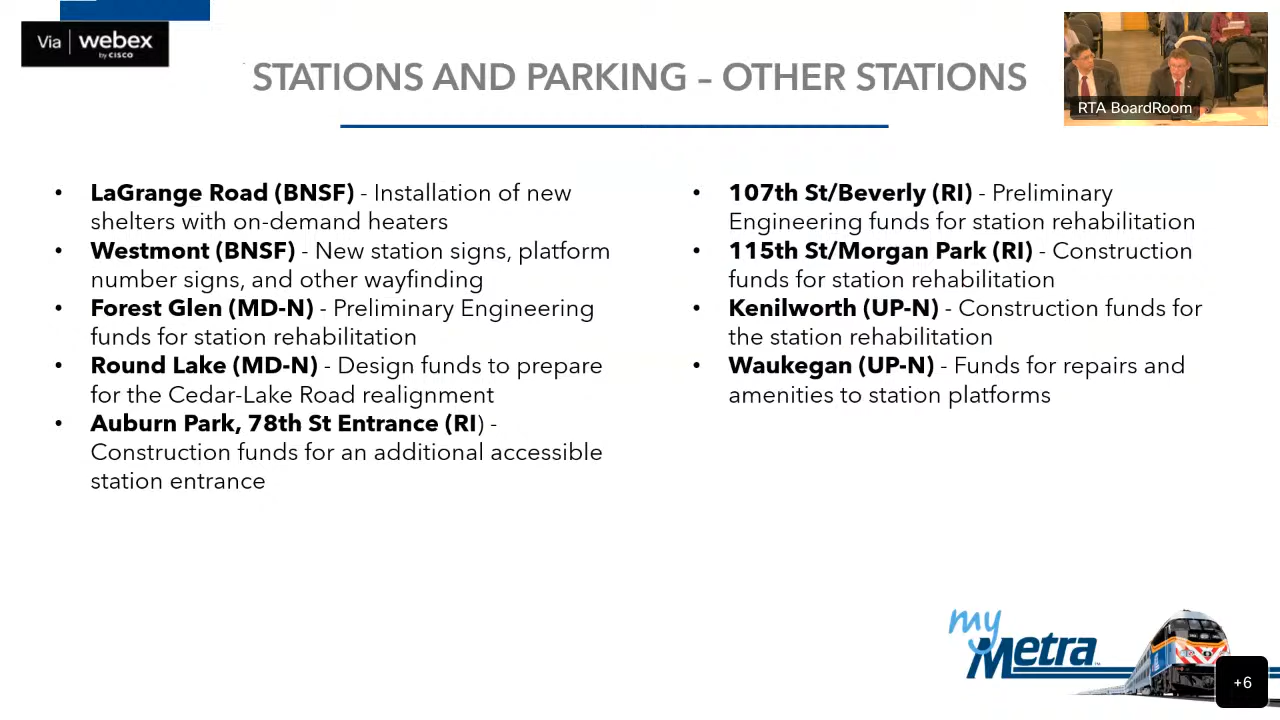 Via webex
by CISCO
STATIONS AND PARKING – OTHER STATIONS
RTA BoardRoom
• LaGrange Road (BNSF) - Installation of new
shelters with on-demand heaters
• Westmont (BNSF) - New station signs, platform
number signs, and other wayfinding
• Forest Glen (MD-N) - Preliminary Engineering
funds for station rehabilitation
• Round Lake (MD-N) - Design funds to prepare
for the Cedar-Lake Road realignment
• Auburn Park, 78th St Entrance (RI) -
Construction funds for an additional accessible
station entrance
• 107th St/Beverly (RI) - Preliminary
Engineering funds for station rehabilitation
• 115th St/Morgan Park (RI) - Construction
funds for station rehabilitation
• Kenilworth (UP-N) - Construction funds for
the station rehabilitation
• Waukegan (UP-N) - Funds for repairs and
amenities to station platforms
my
Metra
+6